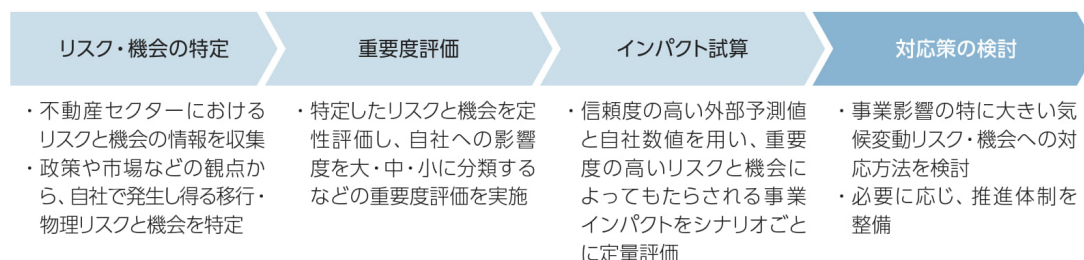 リスク・機会の特定
・不動産セクターにおける
リスクと機会の情報を収集
・政策や市場などの観点か
ら、自社で発生し得る移行・
物理リスクと機会を特定
重要度評価
・特定したリスクと機会を定
性評価し、自社への影響
度を大・中・小に分類する
などの重要度評価を実施
インパクト試算
・信頼度の高い外部予測値
と自社数値を用い、重要
度の高いリスクと機会に
よってもたらされる事業
インパクトをシナリオごと
に定量評価
対応策の検討
・事業影響の特に大きい気
候変動リスク・機会への対
応方法を検討
・必要に応じ、推進体制を
整備